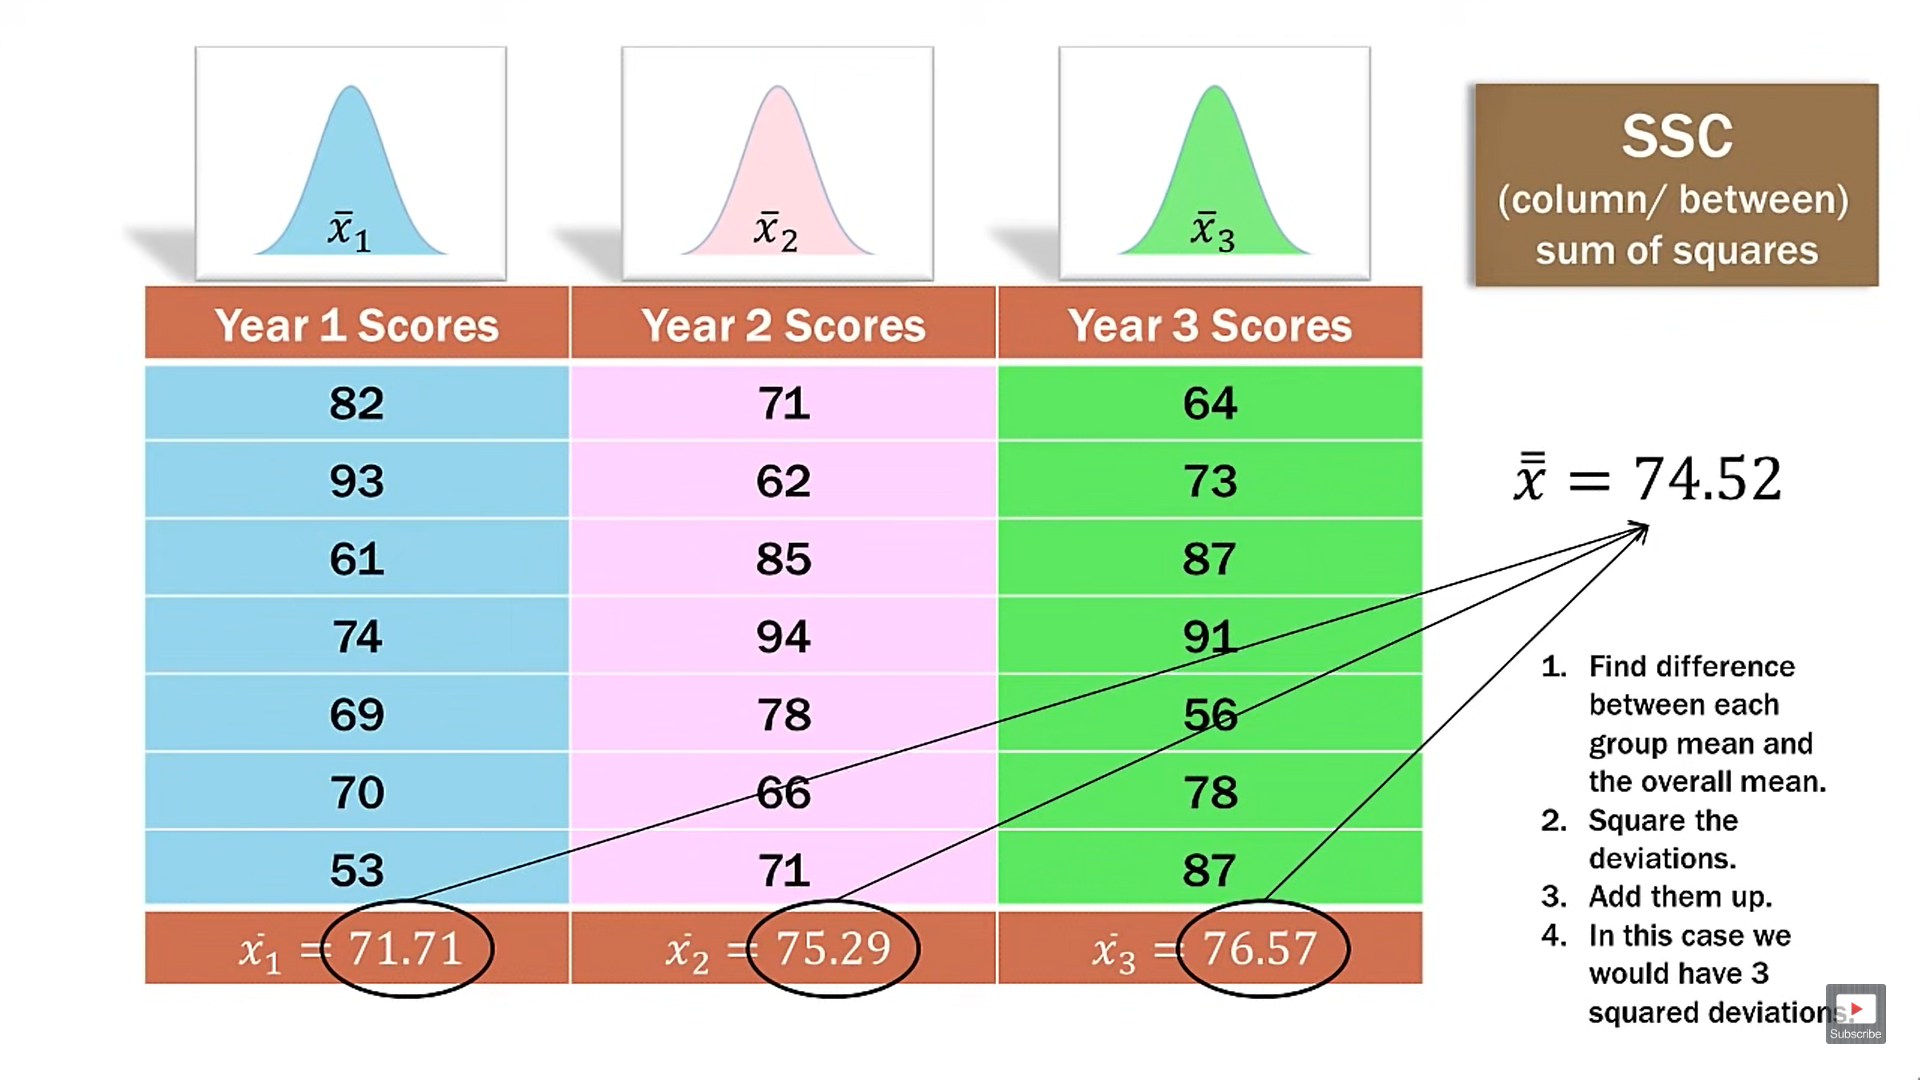 x̄₁
x̄₂
x̄₃
SSC
(column/ between)
sum of squares
Year 1 Scores Year 2 Scores Year 3 Scores
82 71 64
93 62 73
61 85 87
74 94 91
69 78 56
70 66 78
53 71 87
x̄₁ = 71.71 x̄₂ = 75.29 x̄₃ = 76.57
x̿ = 74.52
1. Find difference
between each
group mean and
the overall mean.
2. Square the
deviations.
3. Add them up.
4. In this case we
would have 3
squared deviations.
Subscribe